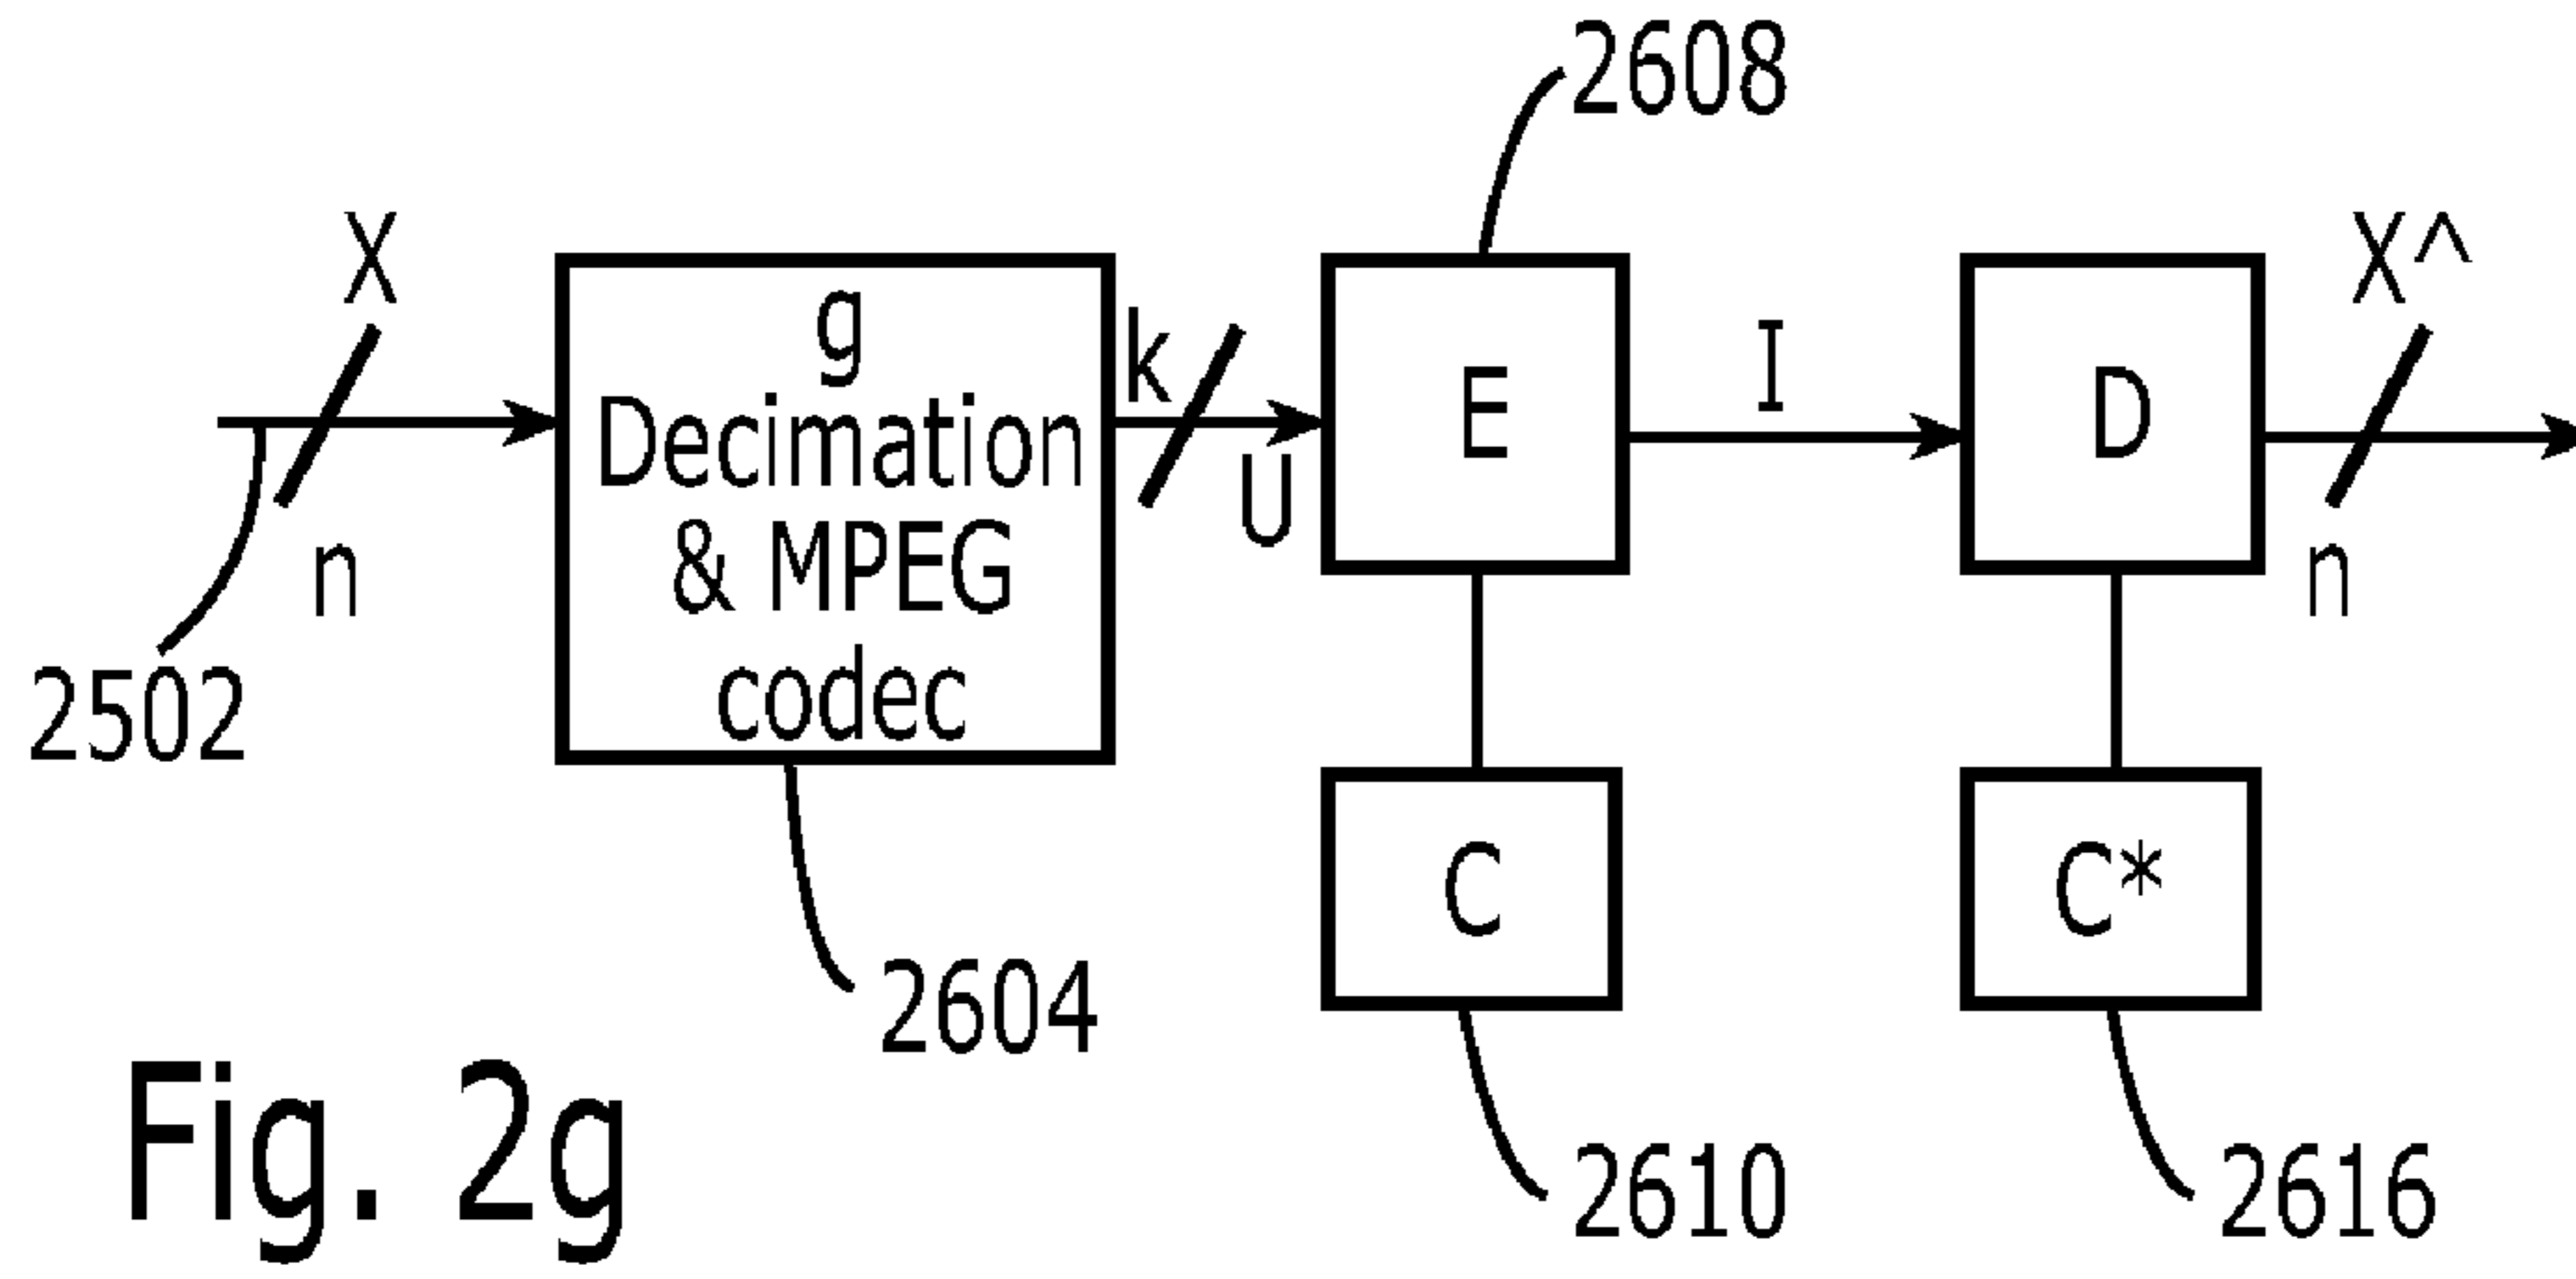 2608
X
X^
g
Decimation
& MPEG
codec
k
U
E
I
D
n
n
2502
C
C*
2604
2610
2616
Fig. 2g